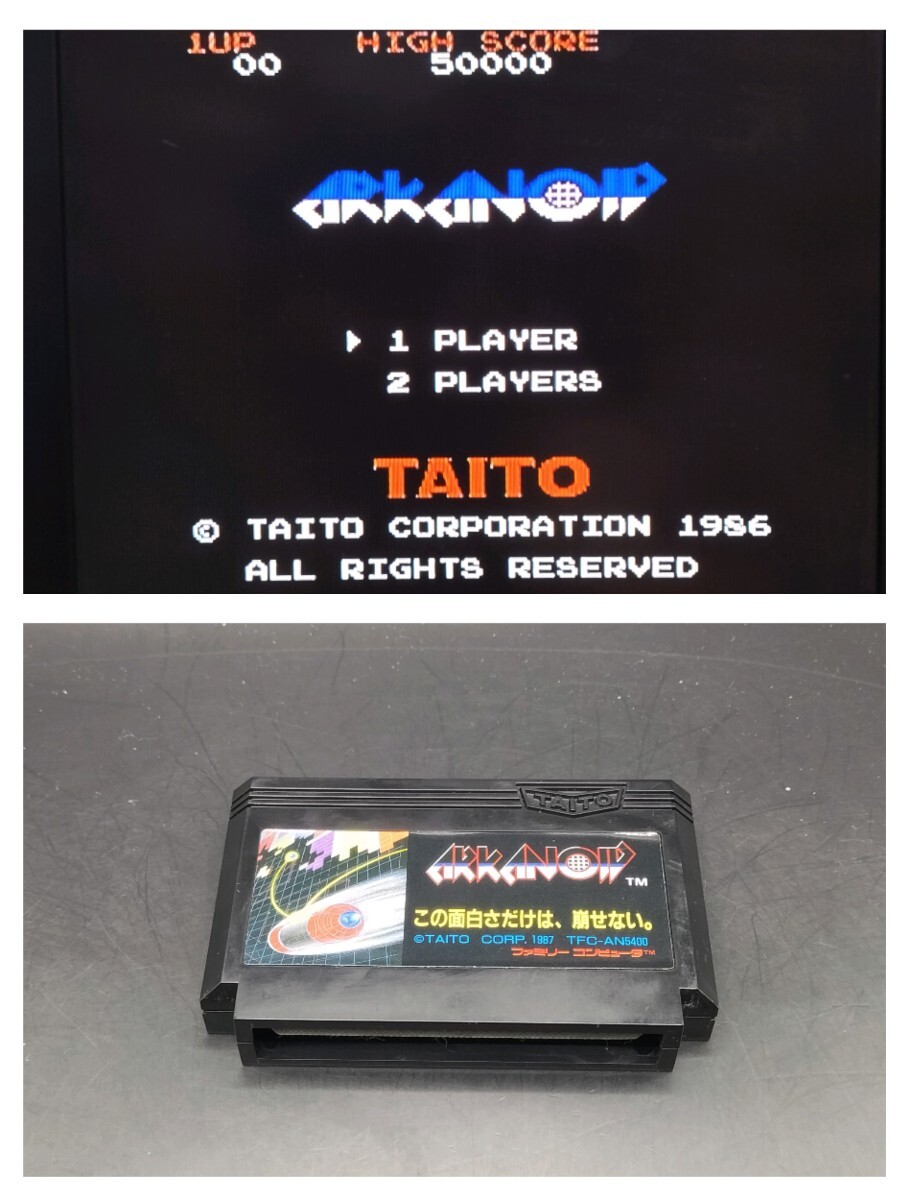 1UP HIGH SCORE
00 50000
ARKANOID
1 PLAYER
2 PLAYERS
TAITO
© TAITO CORPORATION 1986
ALL RIGHTS RESERVED
TAITO
ARKANOID TM
この面白さだけは、崩せない。
©TAITO CORP. 1987 TFC-AN5400
ファミリーコンピュータ™